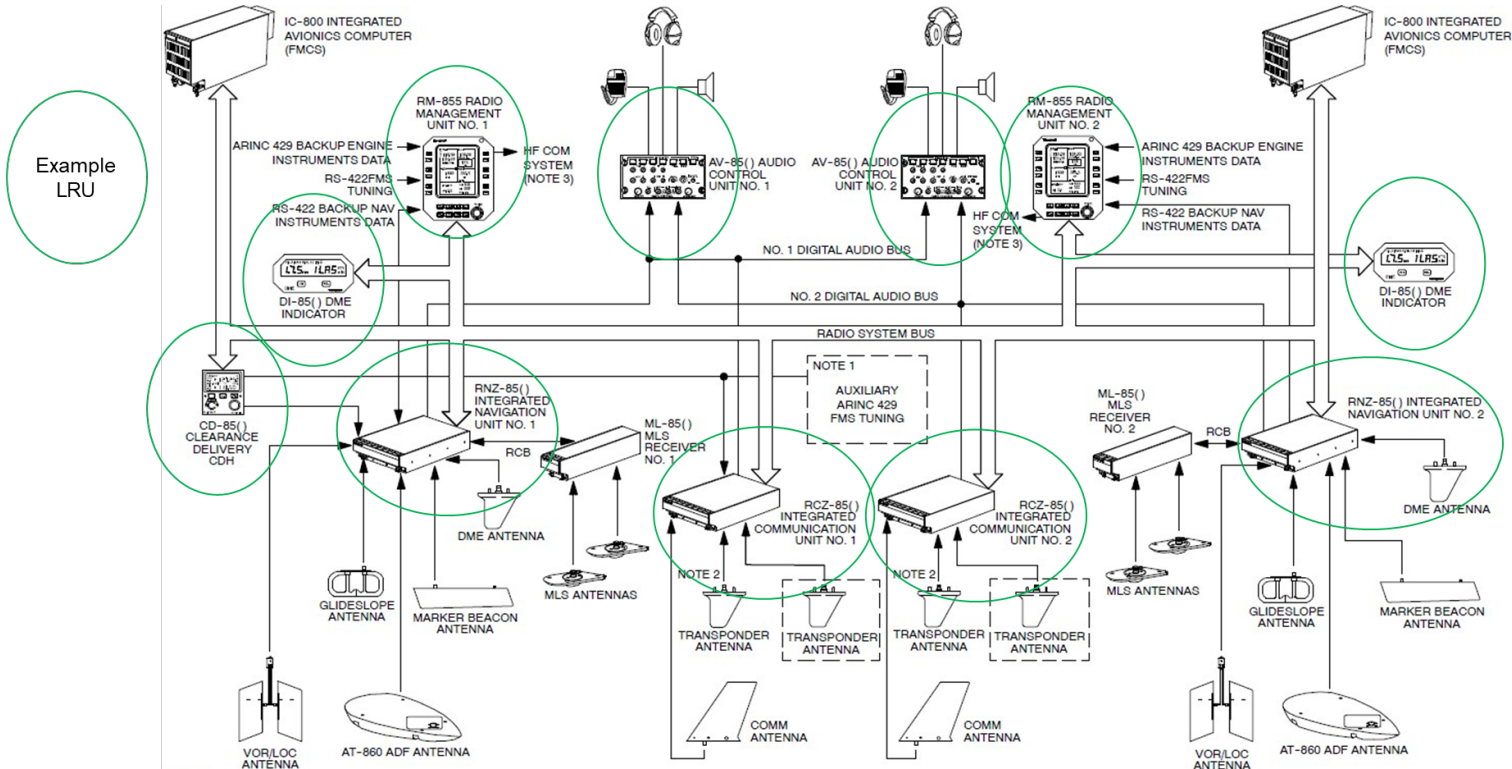 IC-800 INTEGRATED
AVIONICS COMPUTER
(FMCS)
IC-800 INTEGRATED
AVIONICS COMPUTER
(FMCS)
Example
LRU
RM-855 RADIO
MANAGEMENT
UNIT NO. 1
ARINC 429 BACKUP ENGINE
INSTRUMENTS DATA
RS-422FMS
TUNING
RS-422 BACKUP NAV
INSTRUMENTS DATA
HF COM
SYSTEM
(NOTE 3)
AV-85( ) AUDIO
CONTROL
UNIT NO. 1
AV-85( ) AUDIO
CONTROL
UNIT NO. 2
RM-855 RADIO
MANAGEMENT
UNIT NO. 2
ARINC 429 BACKUP ENGINE
INSTRUMENTS DATA
RS-422FMS
TUNING
RS-422 BACKUP NAV
INSTRUMENTS DATA
HF COM
SYSTEM
(NOTE 3)
NO. 1 DIGITAL AUDIO BUS
DI-85( ) DME
INDICATOR
DI-85( ) DME
INDICATOR
NO. 2 DIGITAL AUDIO BUS
RADIO SYSTEM BUS
NOTE 1
AUXILIARY
ARINC 429
FMS TUNING
CD-85( )
CLEARANCE
DELIVERY
CDH
RNZ-85( )
INTEGRATED
NAVIGATION
UNIT NO. 1
RCB
ML-85( )
MLS
RECEIVER
NO. 1
ML-85( )
MLS
RECEIVER
NO. 2
RCB
RNZ-85( ) INTEGRATED
NAVIGATION UNIT NO. 2
RCZ-85( )
INTEGRATED
COMMUNICATION
UNIT NO. 1
RCZ-85( )
INTEGRATED
COMMUNICATION
UNIT NO. 2
DME ANTENNA
DME ANTENNA
NOTE 2
NOTE 2
MLS ANTENNAS
MLS ANTENNAS
GLIDESLOPE
ANTENNA
MARKER BEACON
ANTENNA
TRANSPONDER
ANTENNA
TRANSPONDER
ANTENNA
TRANSPONDER
ANTENNA
TRANSPONDER
ANTENNA
GLIDESLOPE
ANTENNA
MARKER BEACON
ANTENNA
VOR/LOC
ANTENNA
AT-860 ADF ANTENNA
COMM
ANTENNA
COMM
ANTENNA
VOR/LOC
ANTENNA
AT-860 ADF ANTENNA